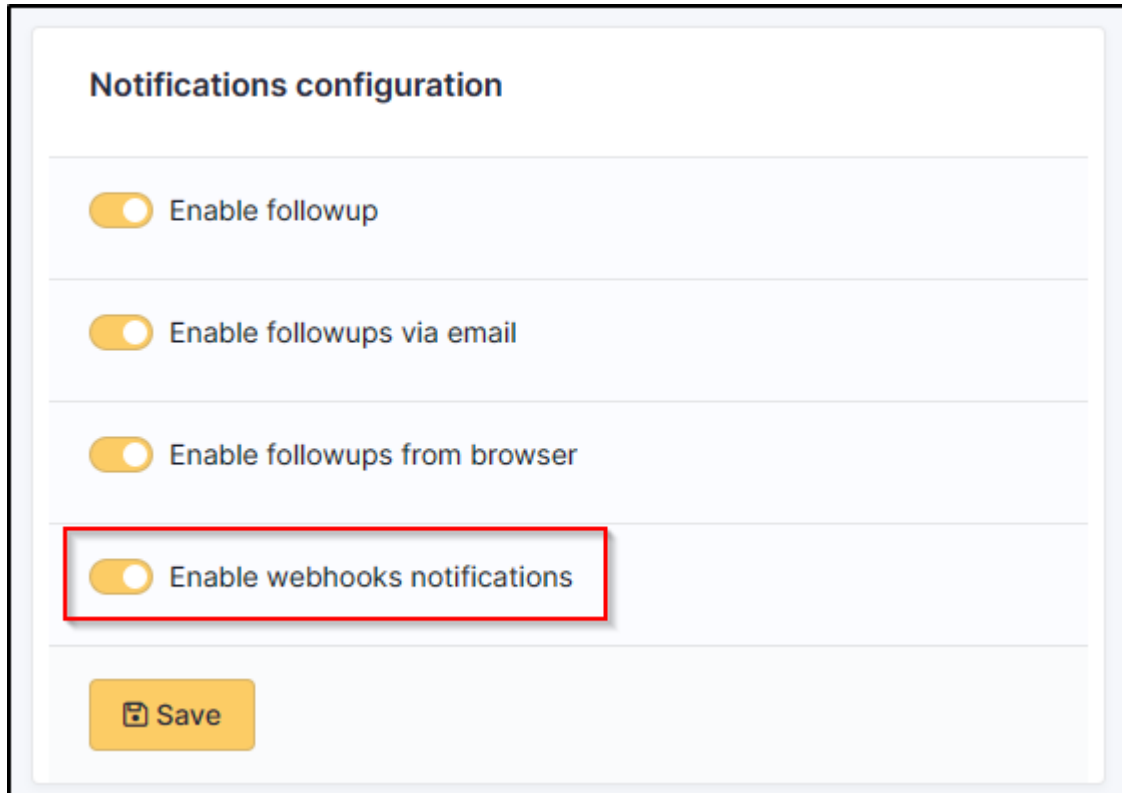 Notifications configuration
Enable followup
Enable followups via email
Enable followups from browser
Enable webhooks notifications
Save